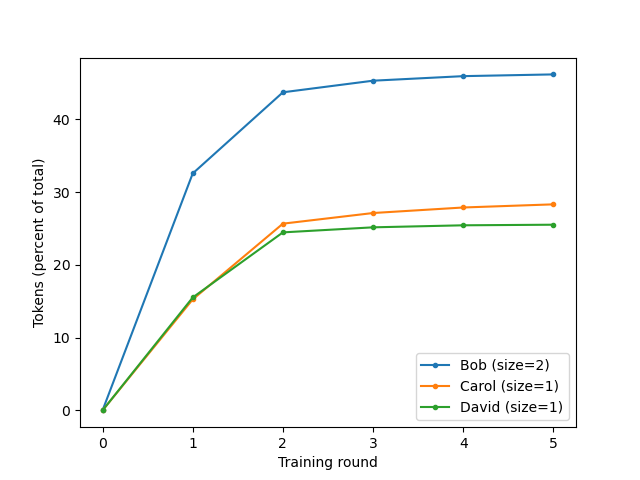 40
30
20
10
0
Tokens (percent of total)
Bob (size=2)
Carol (size=1)
David (size=1)
0 1 2 3 4 5
Training round